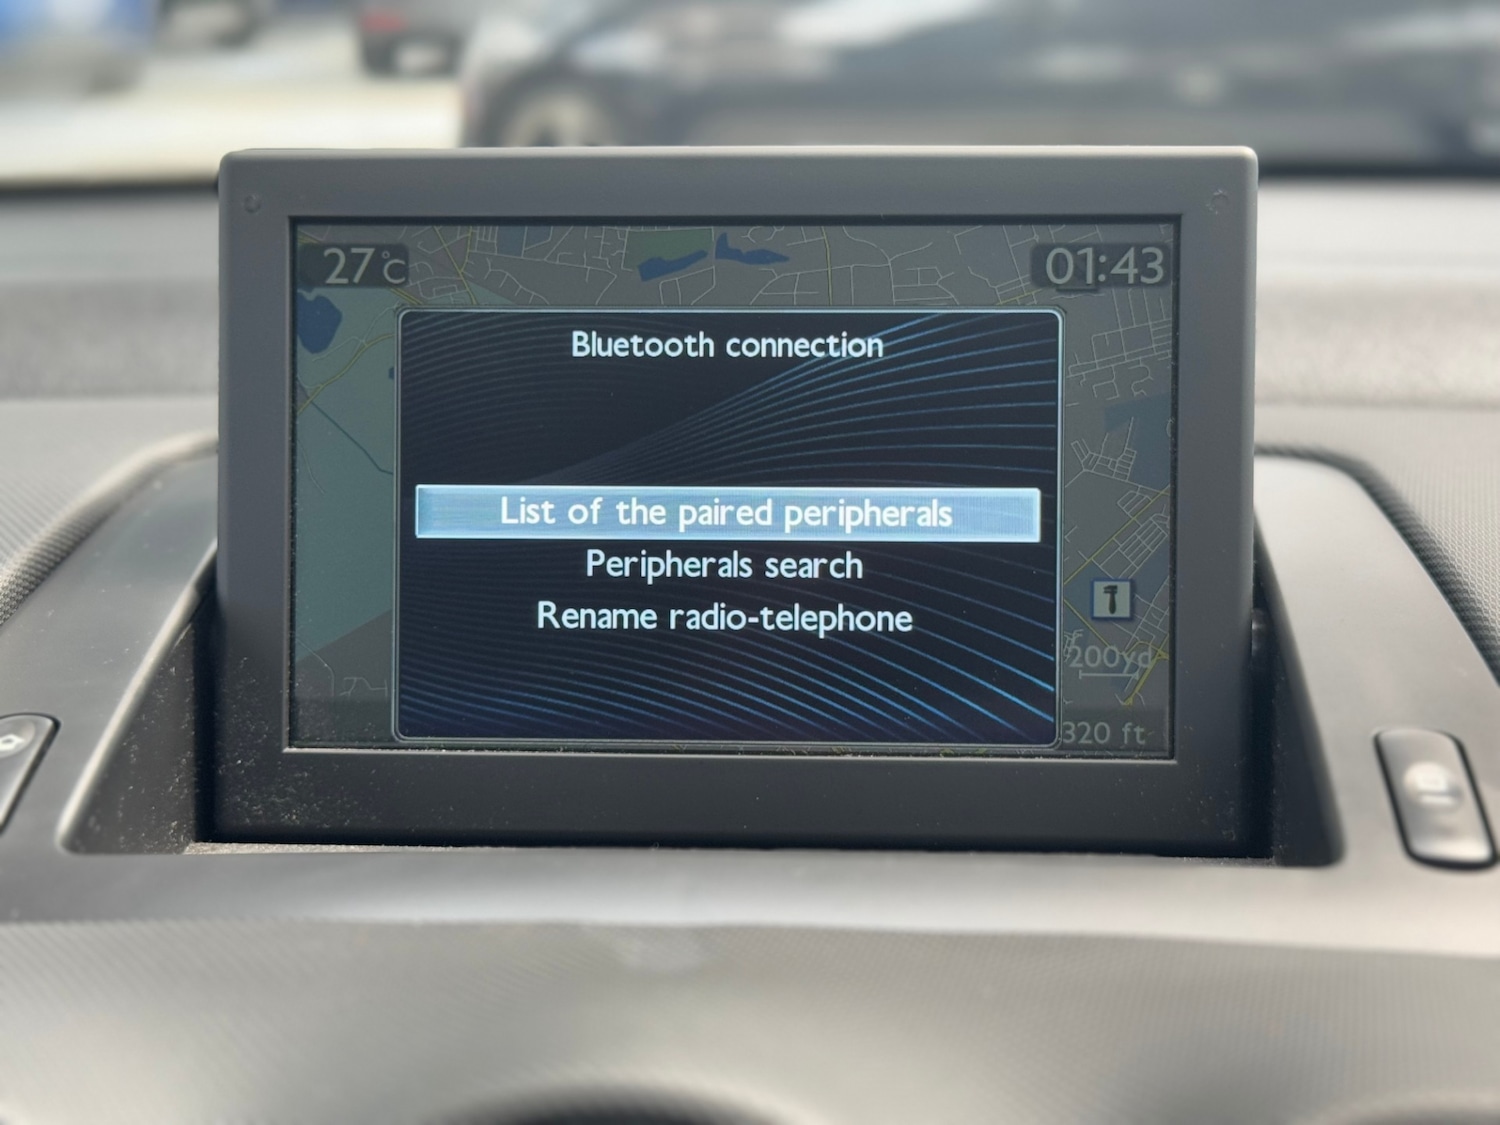 27°C
01:43
Bluetooth connection
List of the paired peripherals
Peripherals search
Rename radio-telephone
200yd
320 ft